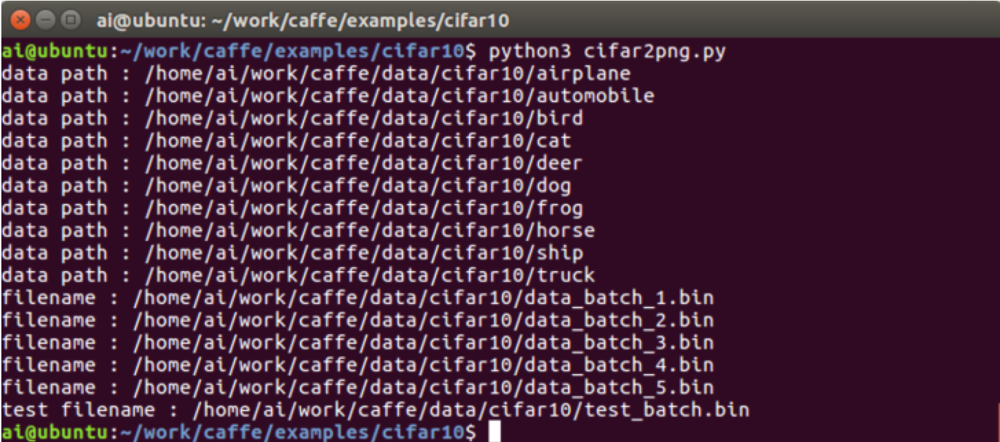 ai@ubuntu: ~/work/caffe/examples/cifar10
ai@ubuntu:~/work/caffe/examples/cifar10$ python3 cifar2png.py
data path : /home/ai/work/caffe/data/cifar10/airplane
data path : /home/ai/work/caffe/data/cifar10/automobile
data path : /home/ai/work/caffe/data/cifar10/bird
data path : /home/ai/work/caffe/data/cifar10/cat
data path : /home/ai/work/caffe/data/cifar10/deer
data path : /home/ai/work/caffe/data/cifar10/dog
data path : /home/ai/work/caffe/data/cifar10/frog
data path : /home/ai/work/caffe/data/cifar10/horse
data path : /home/ai/work/caffe/data/cifar10/ship
data path : /home/ai/work/caffe/data/cifar10/truck
filename : /home/ai/work/caffe/data/cifar10/data_batch_1.bin
filename : /home/ai/work/caffe/data/cifar10/data_batch_2.bin
filename : /home/ai/work/caffe/data/cifar10/data_batch_3.bin
filename : /home/ai/work/caffe/data/cifar10/data_batch_4.bin
filename : /home/ai/work/caffe/data/cifar10/data_batch_5.bin
test filename : /home/ai/work/caffe/data/cifar10/test_batch.bin
ai@ubuntu:~/work/caffe/examples/cifar10$